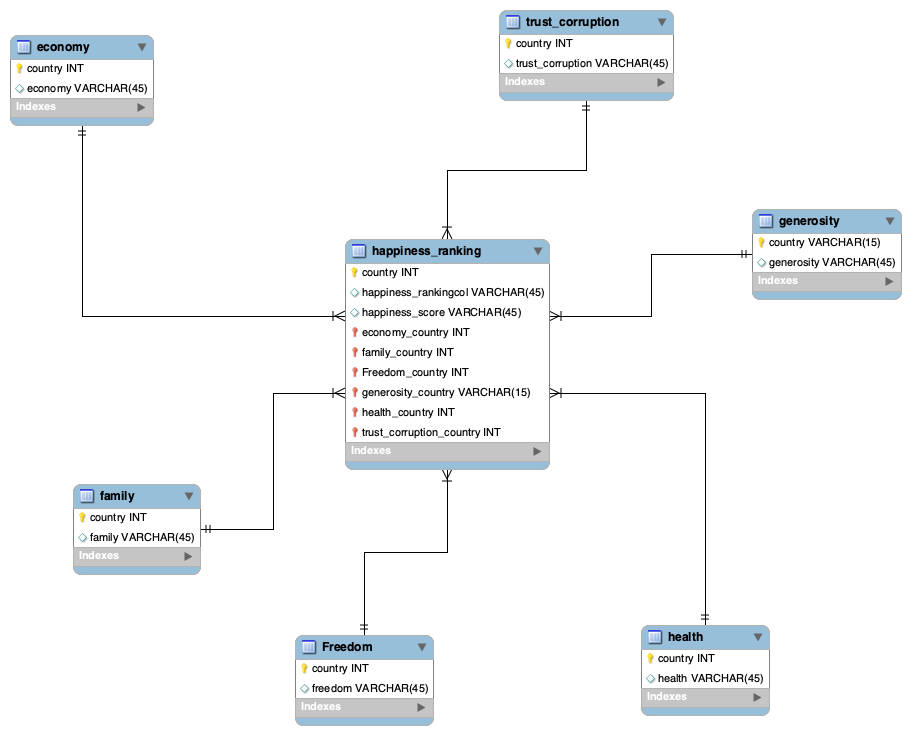 trust_corruption
country INT
trust_corruption VARCHAR(45)
Indexes
economy
country INT
economy VARCHAR(45)
Indexes
generosity
country VARCHAR(15)
generosity VARCHAR(45)
Indexes
happiness_ranking
country INT
happiness_rankingcol VARCHAR(45)
happiness_score VARCHAR(45)
economy_country INT
family_country INT
Freedom_country INT
generosity_country VARCHAR(15)
health_country INT
trust_corruption_country INT
Indexes
family
country INT
family VARCHAR(45)
Indexes
Freedom
country INT
freedom VARCHAR(45)
Indexes
health
country INT
health VARCHAR(45)
Indexes